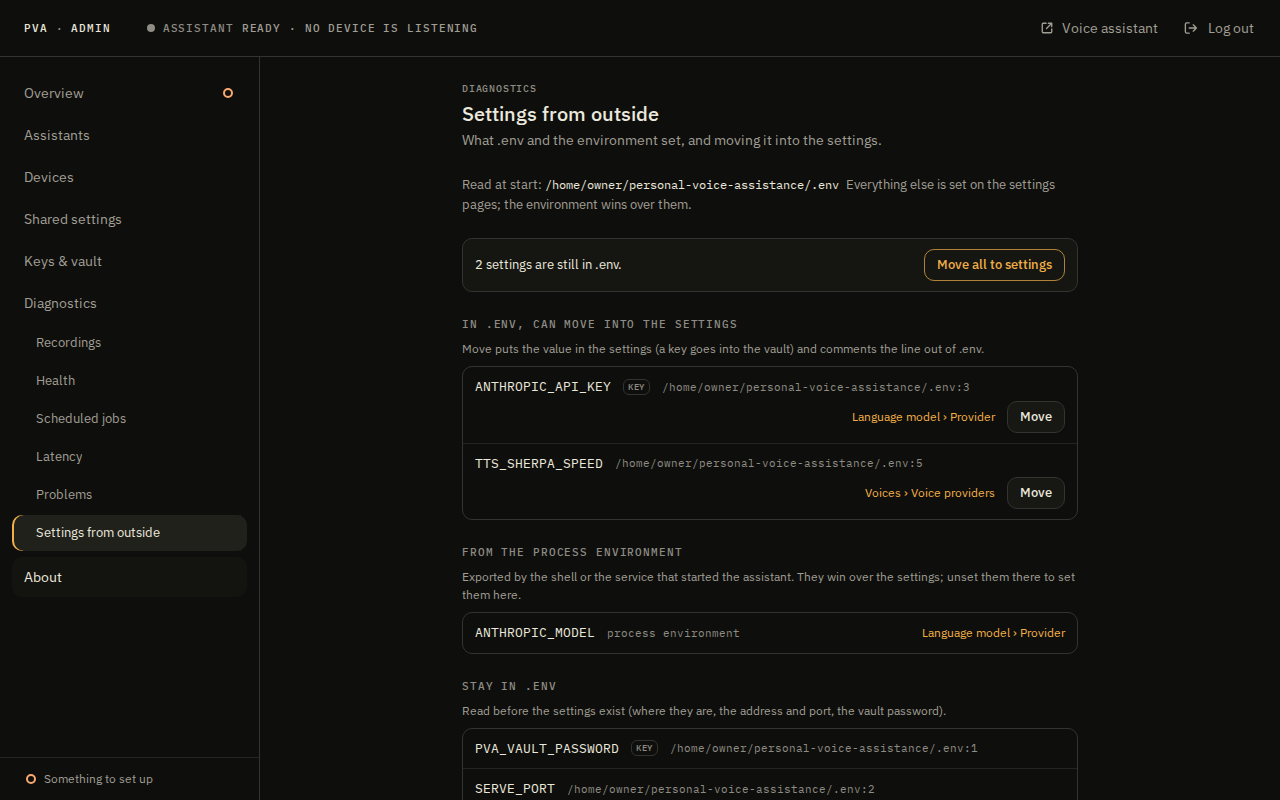 PVA · ADMIN
ASSISTANT READY · NO DEVICE IS LISTENING
Voice assistant
Log out
Overview
Assistants
Devices
Shared settings
Keys & vault
Diagnostics
Recordings
Health
Scheduled jobs
Latency
Problems
Settings from outside
About
Something to set up
DIAGNOSTICS
Settings from outside
What .env and the environment set, and moving it into the settings.
Read at start: /home/owner/personal-voice-assistance/.env Everything else is set on the settings
pages; the environment wins over them.
2 settings are still in .env.
Move all to settings
IN .ENV, CAN MOVE INTO THE SETTINGS
Move puts the value in the settings (a key goes into the vault) and comments the line out of .env.
ANTHROPIC_API_KEY KEY /home/owner/personal-voice-assistance/.env:3
Language model › Provider Move
TTS_SHERPA_SPEED /home/owner/personal-voice-assistance/.env:5
Voices › Voice providers Move
FROM THE PROCESS ENVIRONMENT
Exported by the shell or the service that started the assistant. They win over the settings; unset them there to set
them here.
ANTHROPIC_MODEL process environment Language model › Provider
STAY IN .ENV
Read before the settings exist (where they are, the address and port, the vault password).
PVA_VAULT_PASSWORD KEY /home/owner/personal-voice-assistance/.env:1
SERVE_PORT /home/owner/personal-voice-assistance/.env:2